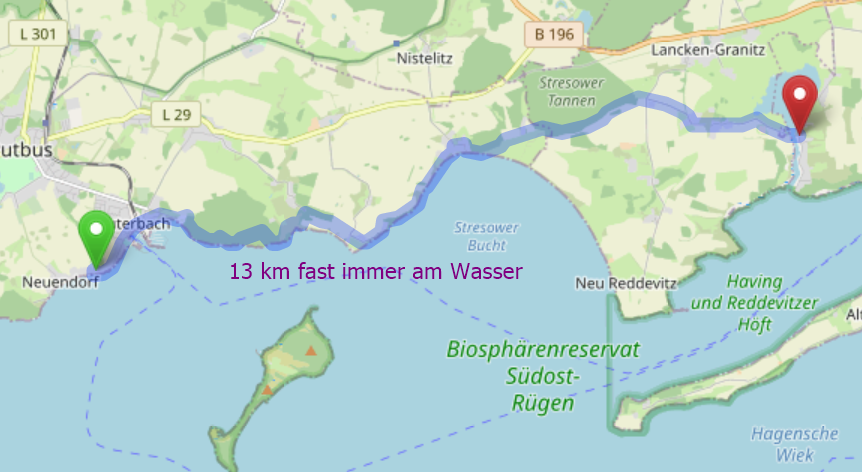 L 301
B 196
Lancken-Granitz
Nistelitz
Stresower
Tannen
L 29
utbus
terbach
Stresower
Bucht
13 km fast immer am Wasser
Neuendorf
Neu Reddevitz
Having
und Reddevitzer
Höft
Alf
Biosphärenreservat
Südost-
Rügen
Hagensche
Wiek